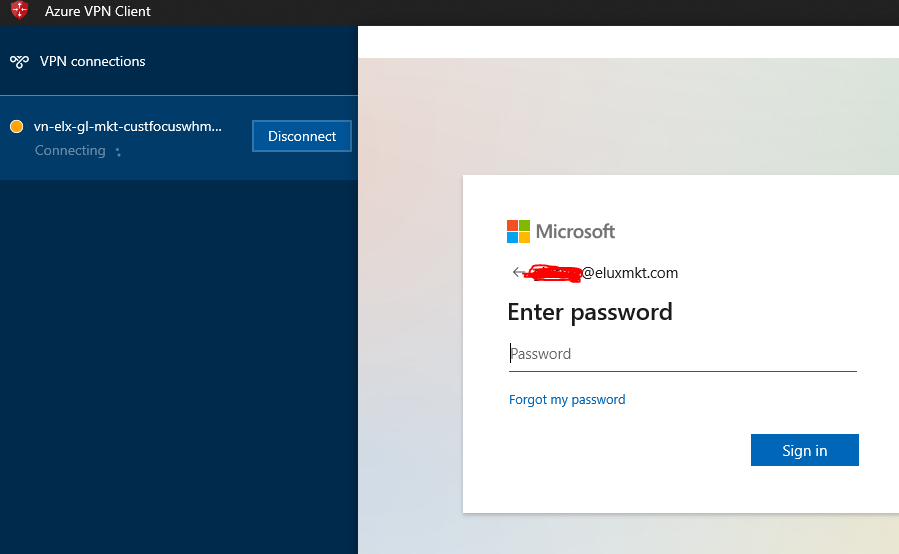 Azure VPN Client
VPN connections
vn-elx-gl-mkt-custfocuswhm...
Connecting
Disconnect
Microsoft
@eluxmkt.com
Enter password
Password
Forgot my password
Sign in